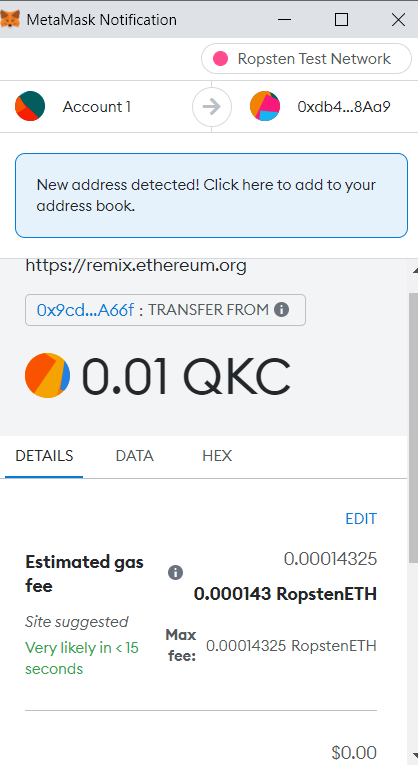 MetaMask Notification
Ropsten Test Network
Account 1
0xdb4...8Aa9
New address detected! Click here to add to your
address book.
https://remix.ethereum.org
0x9cd...A66f : TRANSFER FROM
0.01 QKC
DETAILS DATA HEX
EDIT
Estimated gas
fee
0.00014325
0.000143 RopstenETH
Site suggested
Very likely in < 15
seconds
Max
fee:
0.00014325 RopstenETH
$0.00